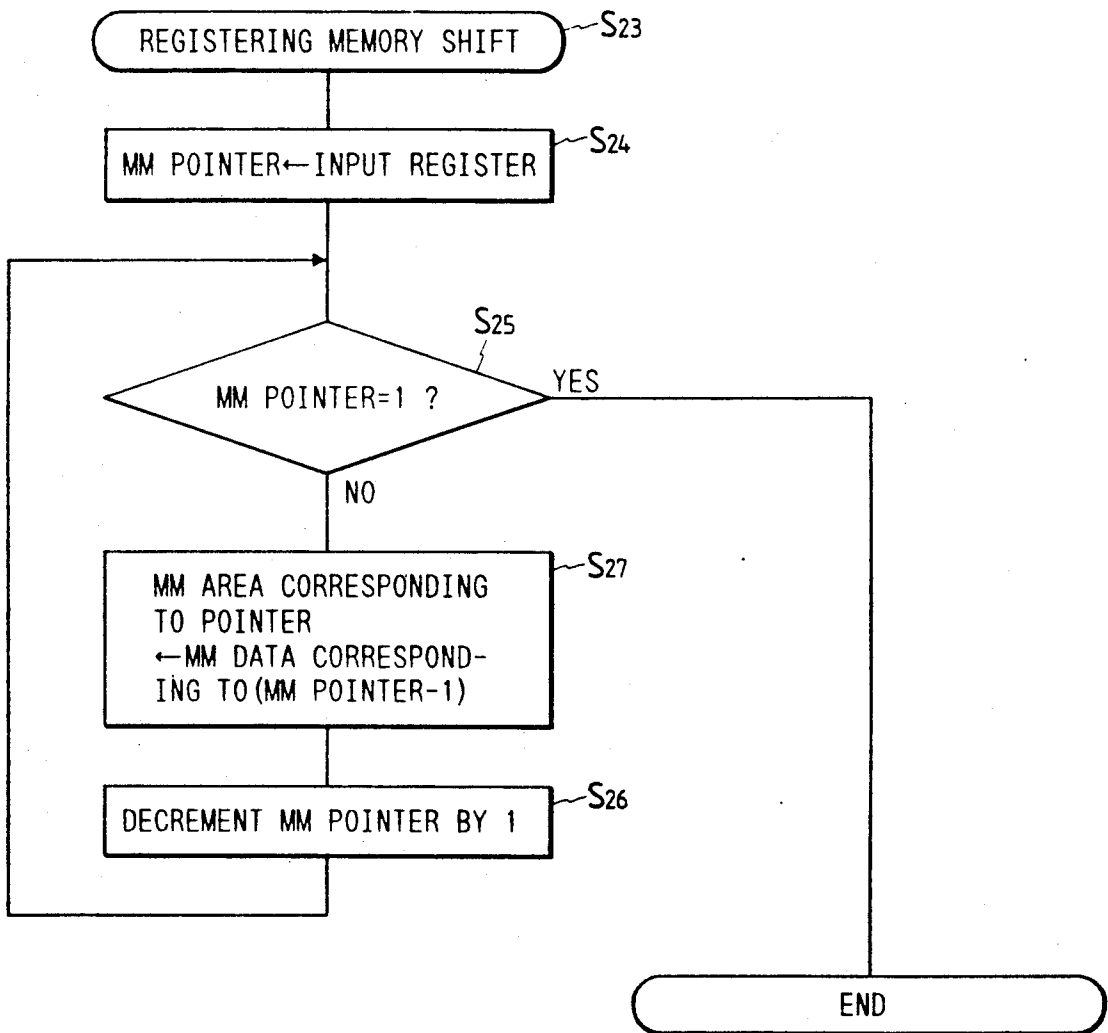 REGISTERING MEMORY SHIFT
S23
MM POINTER←INPUT REGISTER
S24
S25
MM POINTER=1 ?
YES
NO
MM AREA CORRESPONDING
TO POINTER
←MM DATA CORRESPOND-
ING TO(MM POINTER-1)
S27
DECREMENT MM POINTER BY 1
S26
END